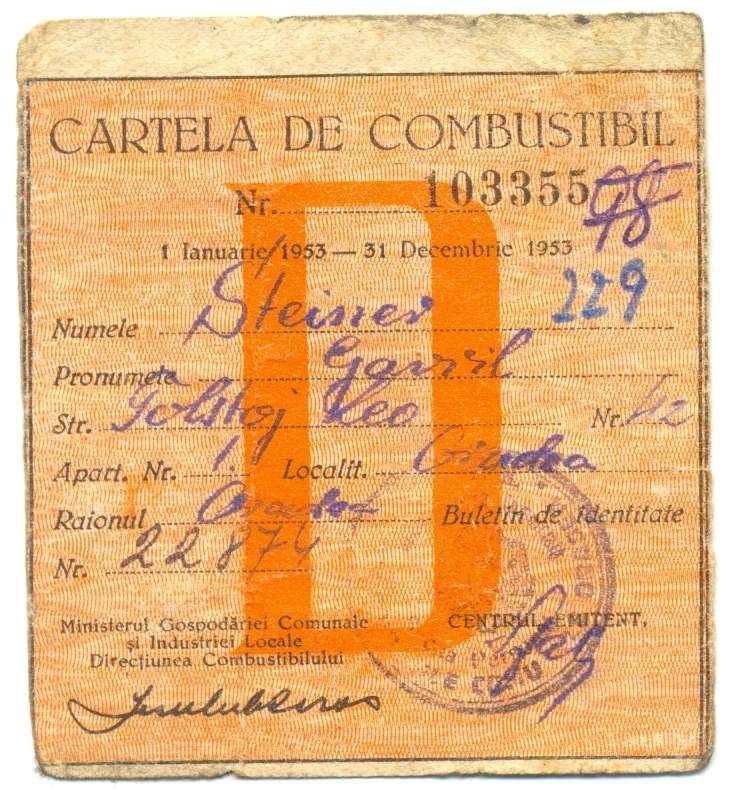 CARTELA DE COMBUSTIBIL
Nr. 103355
1 Ianuarie 1953 — 31 Decembrie 1953
229
Numele Steiner
Pronumele Gavril
Str. Tolstoj Leo Nr.
Apart. Nr. 1 Localit. Oradea
Raionul Oradea Buletin de identitate
Nr. 22874
Ministerul Gospodăriei Comunale
și Industriei Locale
Direcțiunea Combustibilului
CENTRUL EMITENT,
D